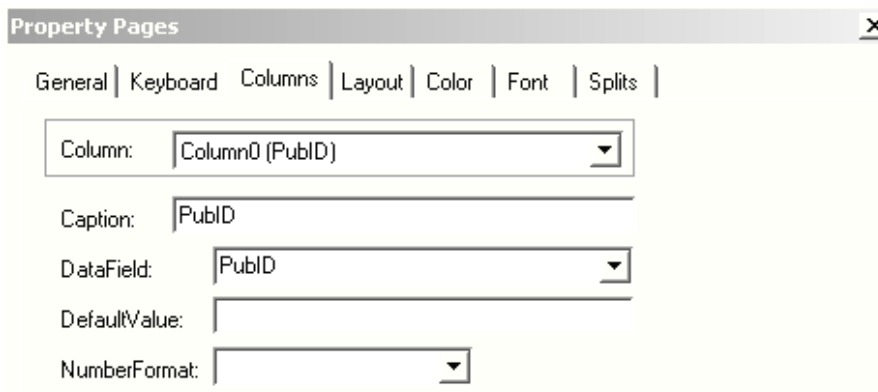 Property Pages
General Keyboard Columns Layout Color Font Splits
Column: Column0 (PubID)
Caption: PubID
DataField: PubID
DefaultValue:
NumberFormat: